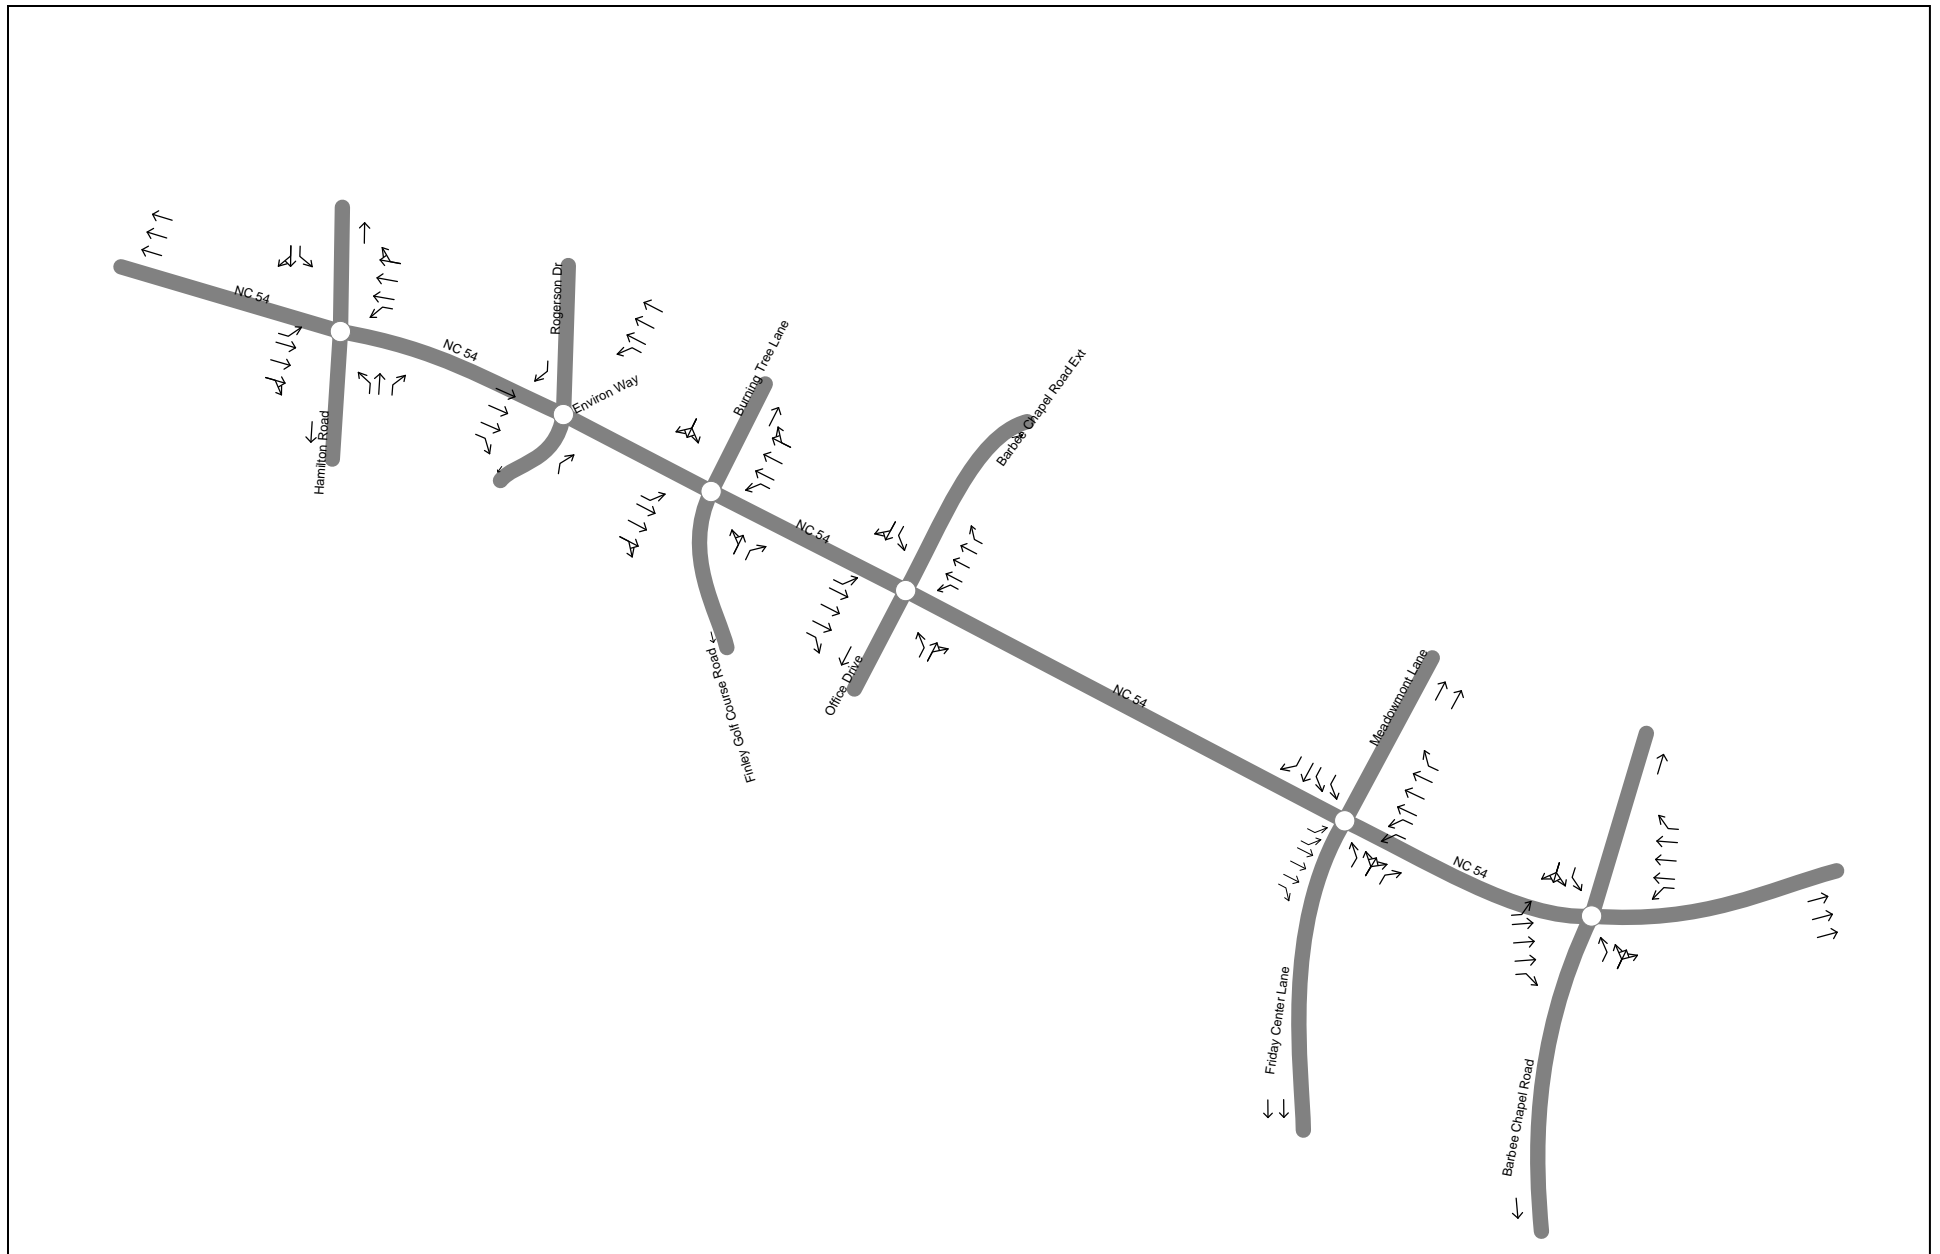 NC 54
Hamilton Road
NC 54
Rogerson Dr
Environ Way
Burning Tree Lane
Finley Golf Course Road
NC 54
Barbee Chapel Road Ext
Office Drive
NC 54
Meadowmont Lane
Friday Center Lane
NC 54
Barbee Chapel Road